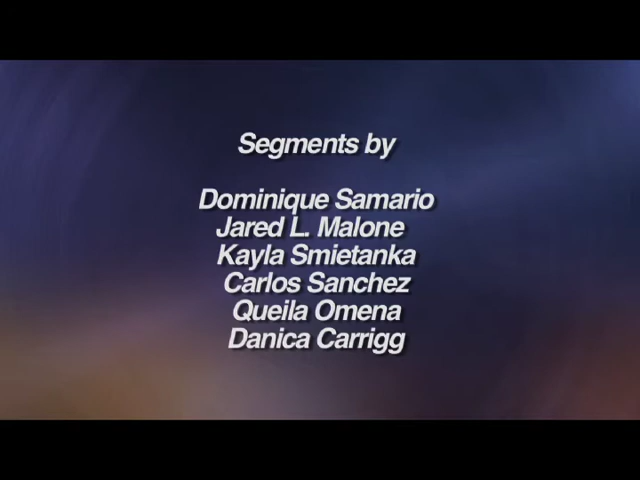 Segments by
Dominique Samario
Jared L. Malone
Kayla Smietanka
Carlos Sanchez
Queila Omena
Danica Carrigg